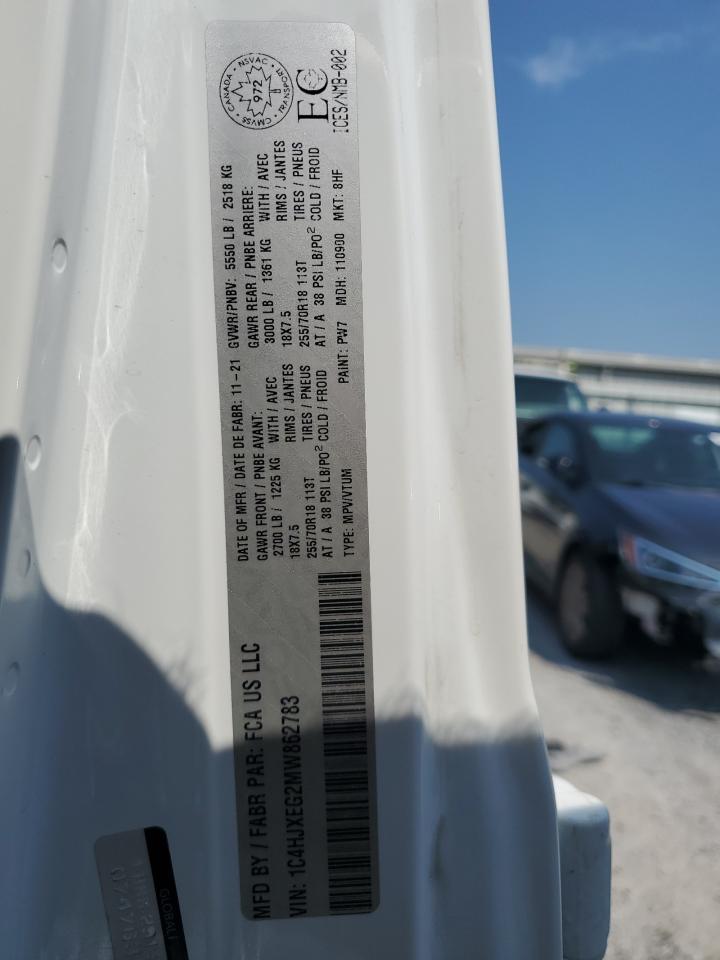 MFD BY / FABR PAR: FCA US LLC
VIN: 1C4HJXEG2MW862783
DATE OF MFR / DATE DE FABR: 11-21 GVWR/PNBV: 5550 LB / 2518 KG
GAWR FRONT / PNBE AVANT: GAWR REAR / PNBE ARRIERE:
2700 LB / 1225 KG WITH / AVEC 3000 LB / 1361 KG WITH / AVEC
18X7.5 RIMS / JANTES 18X7.5 RIMS / JANTES
255/70R18 113T TIRES / PNEUS 255/70R18 113T TIRES / PNEUS
AT / A 38 PSI LB/PO² COLD / FROID AT / A 38 PSI LB/PO² COLD / FROID
TYPE: MPV/VTUM PAINT: PW7 MDH: 110900 MKT: 8HF
CANADA • NSVAC • TRANSPORT • CMVSS
972
EC
ICES/NMB-002
GLOBAL